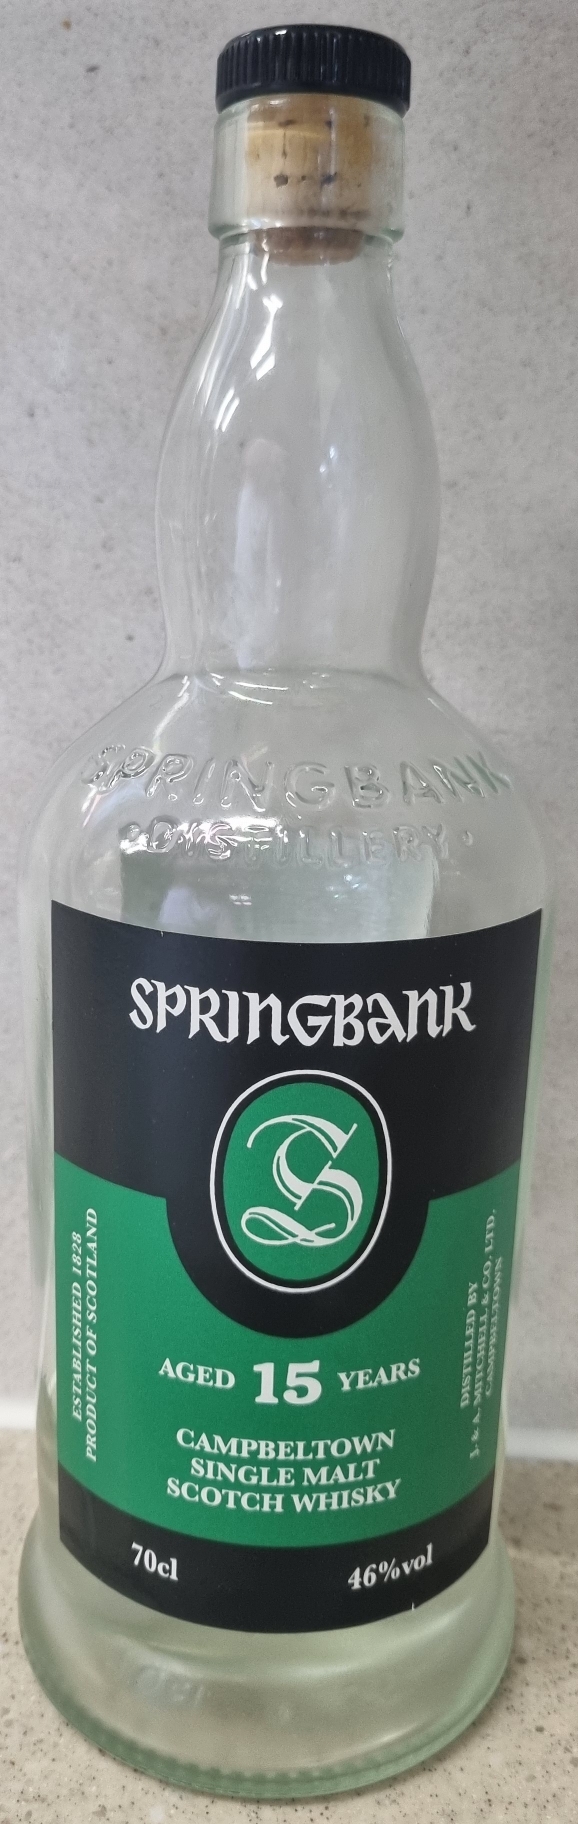 SPRINGBANK
·DISTILLERY·
SPRINGBANK
S
ESTABLISHED 1828
PRODUCT OF SCOTLAND
DISTILLED BY
J. & A. MITCHELL & CO. LTD.,
CAMPBELTOWN
AGED 15 YEARS
CAMPBELTOWN
SINGLE MALT
SCOTCH WHISKY
70cl
46%vol